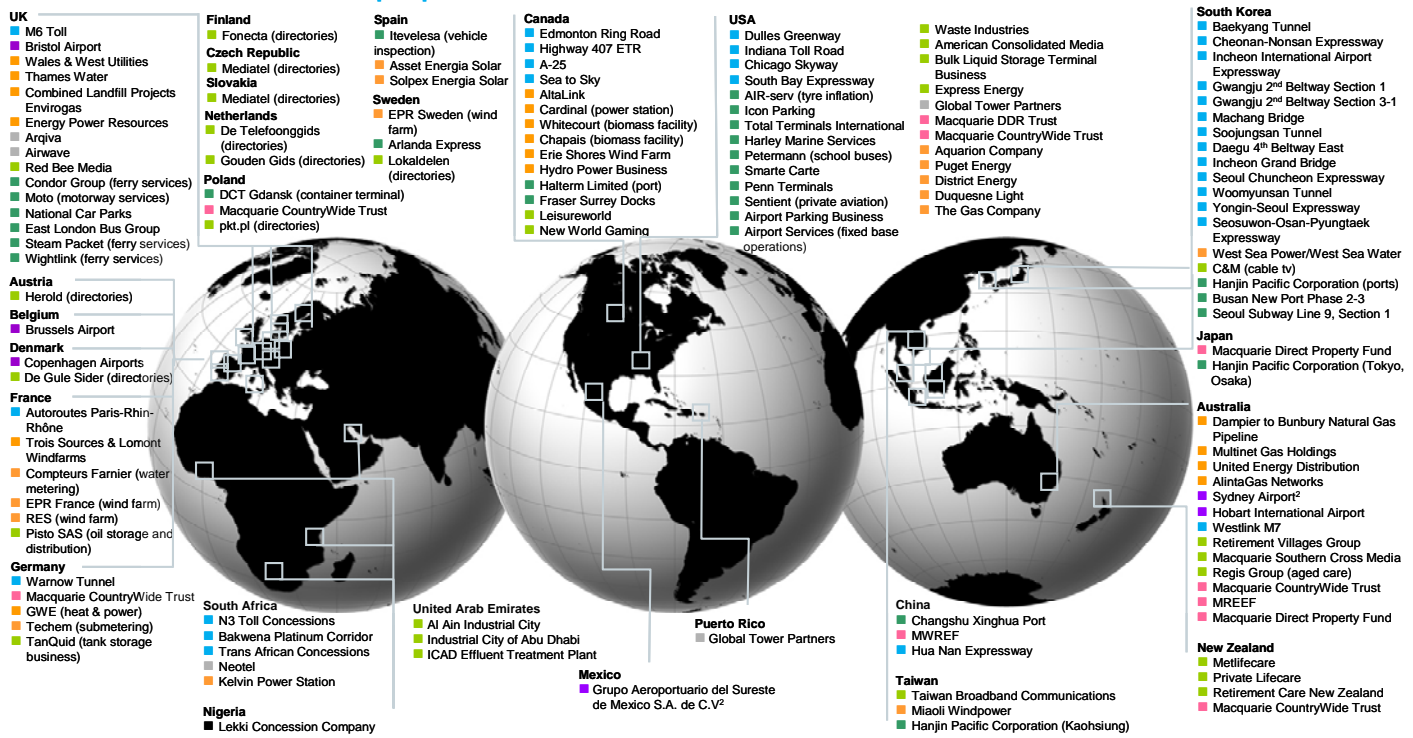 UK
M6 Toll
Bristol Airport
Wales & West Utilities
Thames Water
Combined Landfill Projects
Envirogas
Energy Power Resources
Arqiva
Airwave
Red Bee Media
Condor Group (ferry services)
Moto (motorway services)
National Car Parks
East London Bus Group
Steam Packet (ferry services)
Wightlink (ferry services)
Austria
Herold (directories)
Belgium
Brussels Airport
Denmark
Copenhagen Airports
De Gule Sider (directories)
France
Autoroutes Paris-Rhin-
Rhône
Trois Sources & Lomont
Windfarms
Compteurs Farnier (water
metering)
EPR France (wind farm)
RES (wind farm)
Pisto SAS (oil storage and
distribution)
Germany
Warnow Tunnel
Macquarie CountryWide Trust
GWE (heat & power)
Techem (submetering)
TanQuid (tank storage
business)
Finland
Fonecta (directories)
Czech Republic
Mediatel (directories)
Slovakia
Mediatel (directories)
Netherlands
De Telefoonggids
(directories)
Gouden Gids (directories)
Poland
DCT Gdansk (container terminal)
Macquarie CountryWide Trust
pkt.pl (directories)
Spain
Itevelesa (vehicle
inspection)
Asset Energia Solar
Solpex Energia Solar
Sweden
EPR Sweden (wind
farm)
Arlanda Express
Lokaldelen
(directories)
Canada
Edmonton Ring Road
Highway 407 ETR
A-25
Sea to Sky
AltaLink
Cardinal (power station)
Whitecourt (biomass facility)
Chapais (biomass facility)
Erie Shores Wind Farm
Hydro Power Business
Halterm Limited (port)
Fraser Surrey Docks
Leisureworld
New World Gaming
USA
Dulles Greenway
Indiana Toll Road
Chicago Skyway
South Bay Expressway
AIR-serv (tyre inflation)
Icon Parking
Total Terminals International
Harley Marine Services
Petermann (school buses)
Smarte Carte
Penn Terminals
Sentient (private aviation)
Airport Parking Business
Airport Services (fixed base
operations)
Waste Industries
American Consolidated Media
Bulk Liquid Storage Terminal
Business
Express Energy
Global Tower Partners
Macquarie DDR Trust
Macquarie CountryWide Trust
Aquarion Company
Puget Energy
District Energy
Duquesne Light
The Gas Company
South Korea
Baekyang Tunnel
Cheonan-Nonsan Expressway
Incheon International Airport
Expressway
Gwangju 2nd Beltway Section 1
Gwangju 2nd Beltway Section 3-1
Machang Bridge
Soojungsan Tunnel
Daegu 4th Beltway East
Incheon Grand Bridge
Seoul Chuncheon Expressway
Woomyunsan Tunnel
Yongin-Seoul Expressway
Seosuwon-Osan-Pyungtaek
Expressway
West Sea Power/West Sea Water
C&M (cable tv)
Hanjin Pacific Corporation (ports)
Busan New Port Phase 2-3
Seoul Subway Line 9, Section 1
Japan
Macquarie Direct Property Fund
Hanjin Pacific Corporation (Tokyo,
Osaka)
Australia
Dampier to Bunbury Natural Gas
Pipeline
Multinet Gas Holdings
United Energy Distribution
AlintaGas Networks
Sydney Airport2
Hobart International Airport
Westlink M7
Retirement Villages Group
Macquarie Southern Cross Media
Regis Group (aged care)
Macquarie CountryWide Trust
MREEF
Macquarie Direct Property Fund
New Zealand
Metlifecare
Private Lifecare
Retirement Care New Zealand
Macquarie CountryWide Trust
South Africa
N3 Toll Concessions
Bakwena Platinum Corridor
Trans African Concessions
Neotel
Kelvin Power Station
Nigeria
Lekki Concession Company
United Arab Emirates
Al Ain Industrial City
Industrial City of Abu Dhabi
ICAD Effluent Treatment Plant
Mexico
Grupo Aeroportuario del Sureste
de Mexico S.A. de C.V2
Puerto Rico
Global Tower Partners
China
Changshu Xinghua Port
MWREF
Hua Nan Expressway
Taiwan
Taiwan Broadband Communications
Miaoli Windpower
Hanjin Pacific Corporation (Kaohsiung)